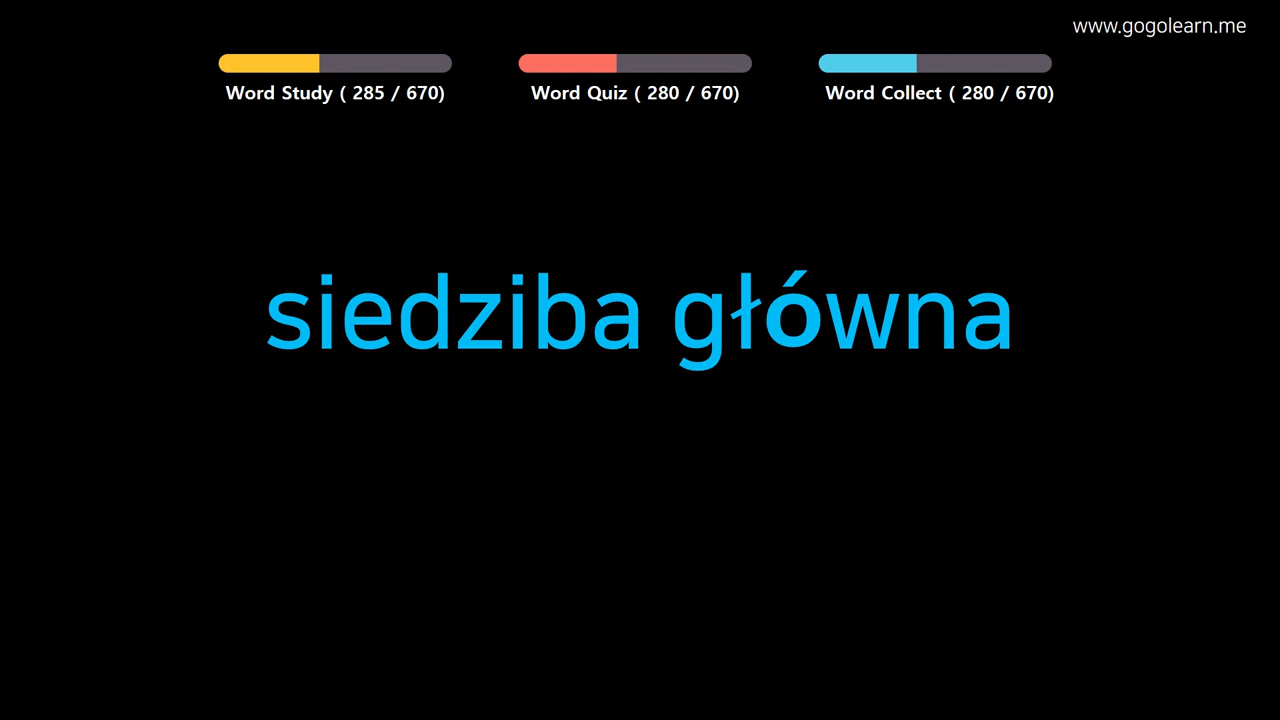 www.gogolearn.me
Word Study ( 285 / 670)
Word Quiz ( 280 / 670)
Word Collect ( 280 / 670)
siedziba główna